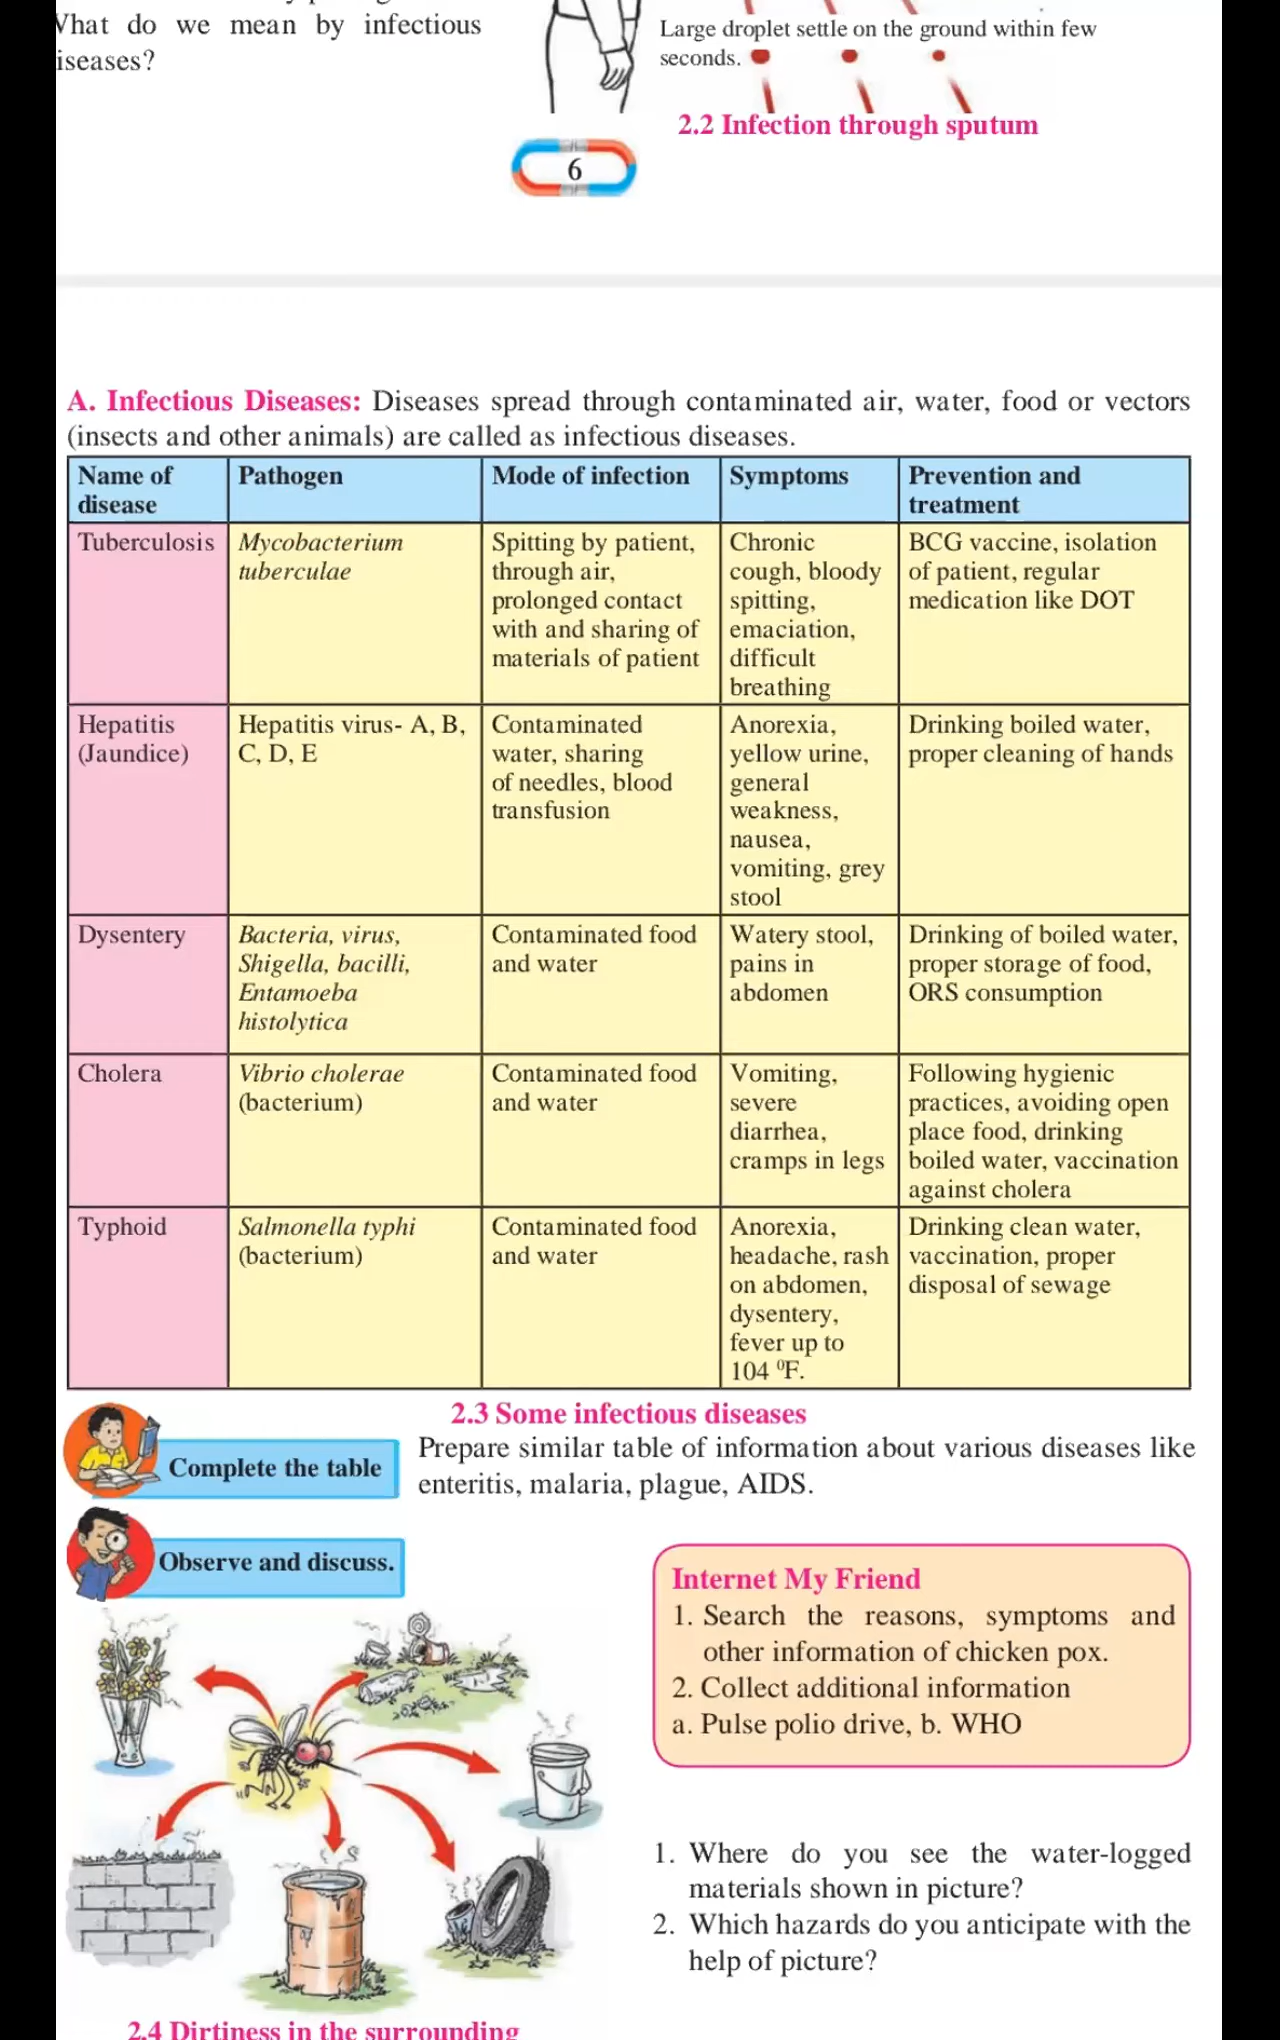 What do we mean by infectious
diseases?
Large droplet settle on the ground within few
seconds.
2.2 Infection through sputum
6
A. Infectious Diseases: Diseases spread through contaminated air, water, food or vectors
(insects and other animals) are called as infectious diseases.
Name of
disease
Pathogen
Mode of infection
Symptoms
Prevention and
treatment
Tuberculosis
Mycobacterium
tuberculae
Spitting by patient,
through air,
prolonged contact
with and sharing of
materials of patient
Chronic
cough, bloody
spitting,
emaciation,
difficult
breathing
BCG vaccine, isolation
of patient, regular
medication like DOT
Hepatitis
(Jaundice)
Hepatitis virus- A, B,
C, D, E
Contaminated
water, sharing
of needles, blood
transfusion
Anorexia,
yellow urine,
general
weakness,
nausea,
vomiting, grey
stool
Drinking boiled water,
proper cleaning of hands
Dysentery
Bacteria, virus,
Shigella, bacilli,
Entamoeba
histolytica
Contaminated food
and water
Watery stool,
pains in
abdomen
Drinking of boiled water,
proper storage of food,
ORS consumption
Cholera
Vibrio cholerae
(bacterium)
Contaminated food
and water
Vomiting,
severe
diarrhea,
cramps in legs
Following hygienic
practices, avoiding open
place food, drinking
boiled water, vaccination
against cholera
Typhoid
Salmonella typhi
(bacterium)
Contaminated food
and water
Anorexia,
headache, rash
on abdomen,
dysentery,
fever up to
104 ⁰F.
Drinking clean water,
vaccination, proper
disposal of sewage
2.3 Some infectious diseases
Complete the table
Prepare similar table of information about various diseases like
enteritis, malaria, plague, AIDS.
Observe and discuss.
Internet My Friend
1. Search the reasons, symptoms and
other information of chicken pox.
2. Collect additional information
a. Pulse polio drive, b. WHO
1. Where do you see the water-logged
materials shown in picture?
2. Which hazards do you anticipate with the
help of picture?
2.4 Dirtiness in the surrounding